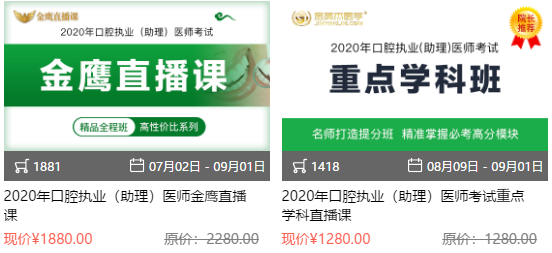 金鹰直播课
2020年口腔执业（助理）医师考试
金鹰直播课
精品全程班 高性价比系列
1881 07月02日 - 09月01日
2020年口腔执业（助理）医师金鹰直播
课
现价¥1880.00 原价：2280.00
院长
推荐
2020年口腔执业(助理)医师考试
重点学科班
名师打造提分班 精准掌握必考高分模块
1418 08月09日 - 09月01日
2020年口腔执业（助理）医师考试重点
学科直播课
现价¥1280.00 原价：1280.00